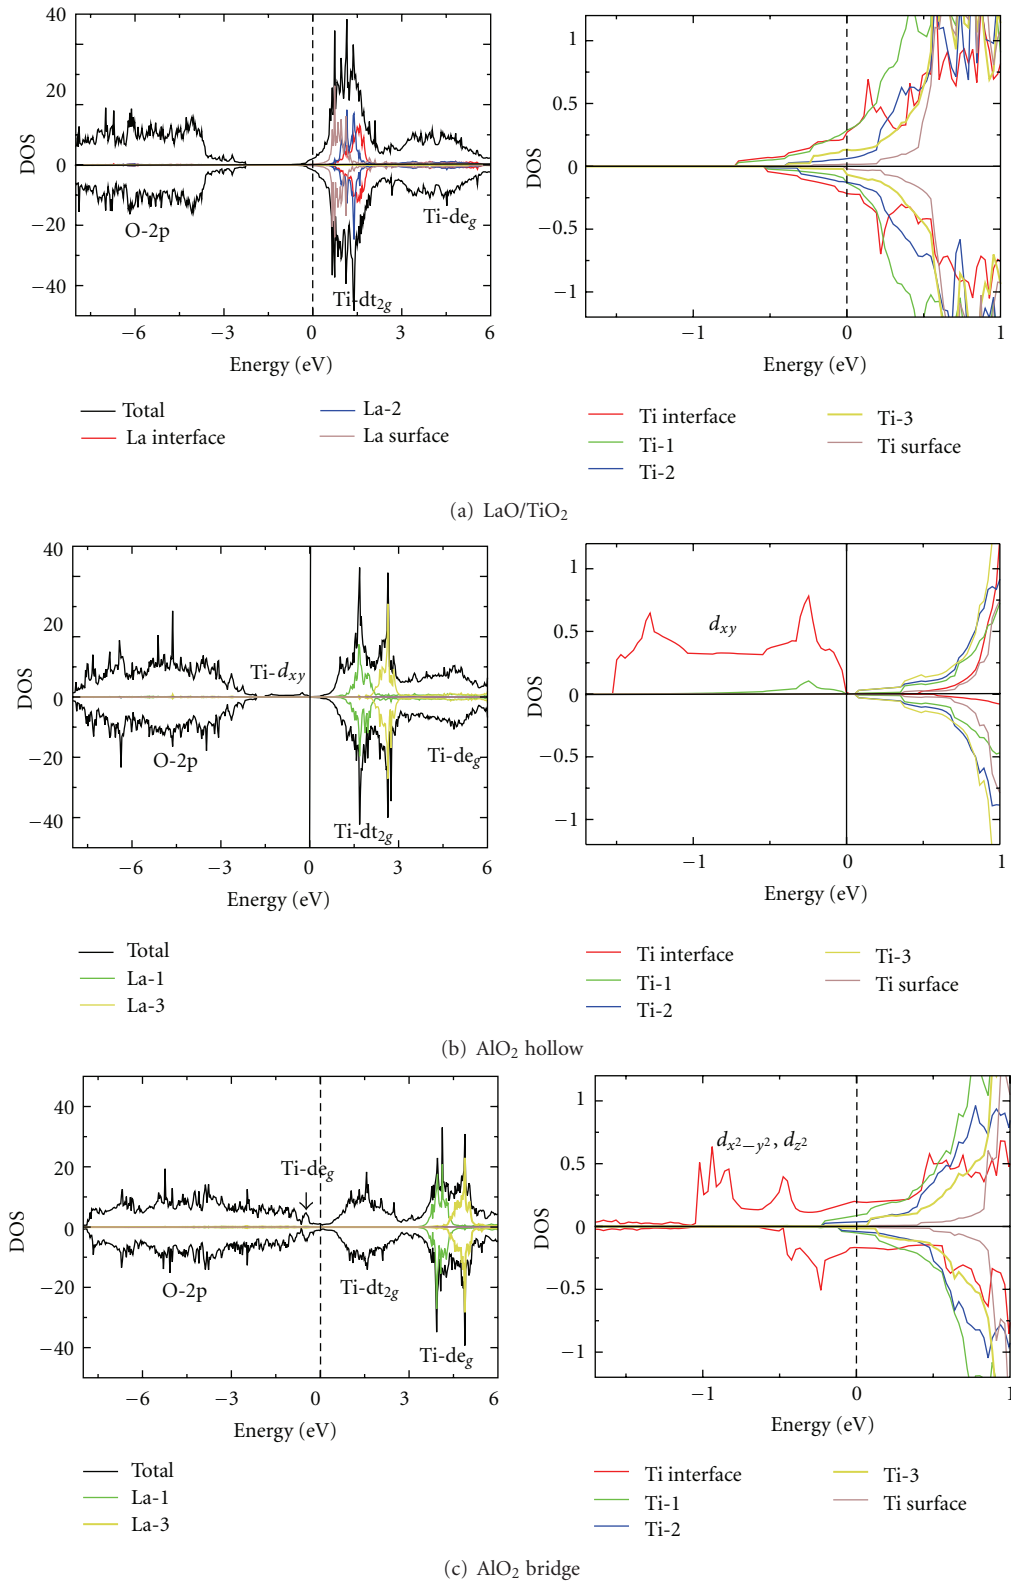 40
20
0
−20
−40
DOS
O-2p
Ti-dt2g
Ti-deg
−6 −3 0 3 6
Energy (eV)
1
0.5
0
−0.5
−1
DOS
−1 0 1
Energy (eV)
Total
La interface
La-2
La surface
Ti interface
Ti-1
Ti-2
Ti-3
Ti surface
(a) LaO/TiO2
40
20
0
−20
−40
DOS
Ti-dxy
O-2p
Ti-dt2g
Ti-deg
−6 −3 0 3 6
Energy (eV)
1
0.5
0
−0.5
−1
DOS
dxy
−1 0 1
Energy (eV)
Total
La-1
La-3
Ti interface
Ti-1
Ti-2
Ti-3
Ti surface
(b) AlO2 hollow
40
20
0
−20
−40
DOS
Ti-deg
O-2p
Ti-dt2g
Ti-deg
−6 −3 0 3 6
Energy (eV)
1
0.5
0
−0.5
−1
DOS
dx2−y2, dz2
−1 0 1
Energy (eV)
Total
La-1
La-3
Ti interface
Ti-1
Ti-2
Ti-3
Ti surface
(c) AlO2 bridge